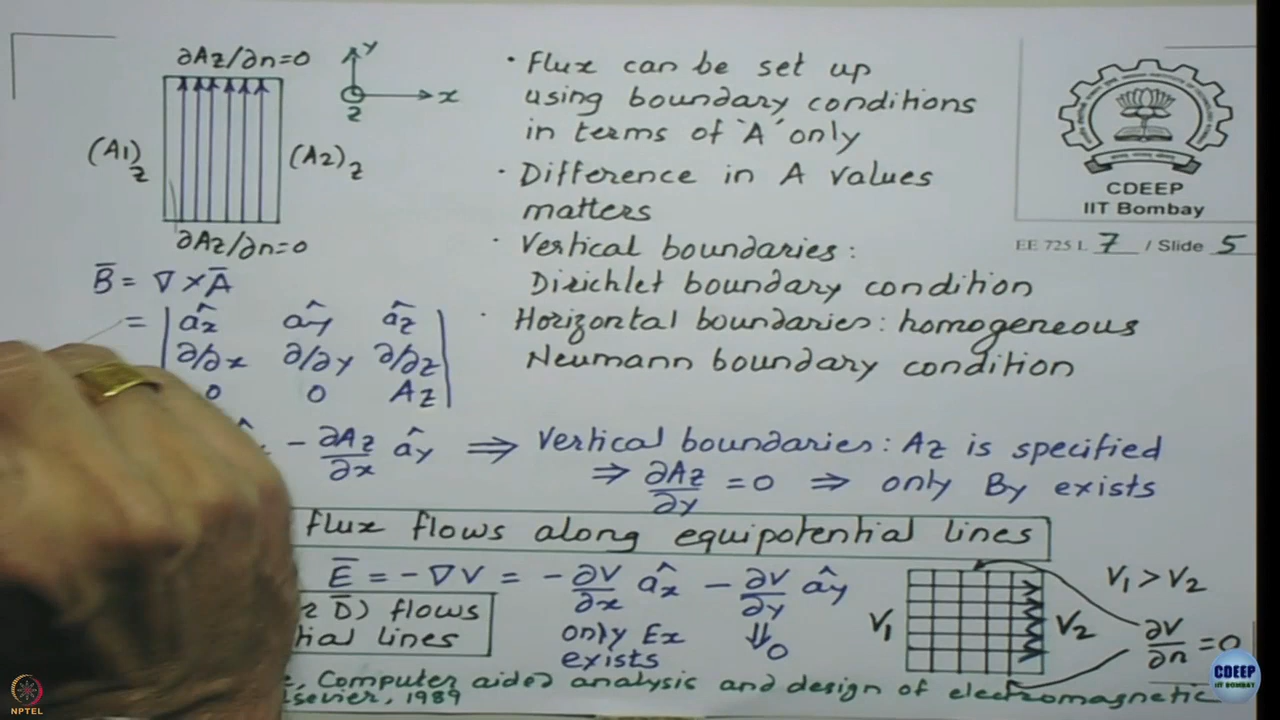 ∂Az/∂n=0
Y
x
z
(A1)z
(A2)z
∂Az/∂n=0
B̄ = ∇ × Ā
= | âx ây âz |
∂/∂x ∂/∂y ∂/∂z
0 0 Az
− ∂Az/∂x ây ⟹ Vertical boundaries: Az is specified
⟹ ∂Az/∂y = 0 ⟹ only By exists
• Flux can be set up
using boundary conditions
in terms of 'A' only
• Difference in A values
matters
• Vertical boundaries:
Dirichlet boundary condition
• Horizontal boundaries: homogeneous
Neumann boundary condition
CDEEP
IIT Bombay
EE 725 L 7 / Slide 5
flux flows along equipotential lines
Ē = −∇V = −∂V/∂x âx − ∂V/∂y ây
D̄) flows
lines
only Ex
exists
⇓ 0
V1
V2
V1 > V2
∂V/∂n = 0
Computer aided analysis and design of electromagnetic
1989
NPTEL
CDEEP
IIT BOMBAY